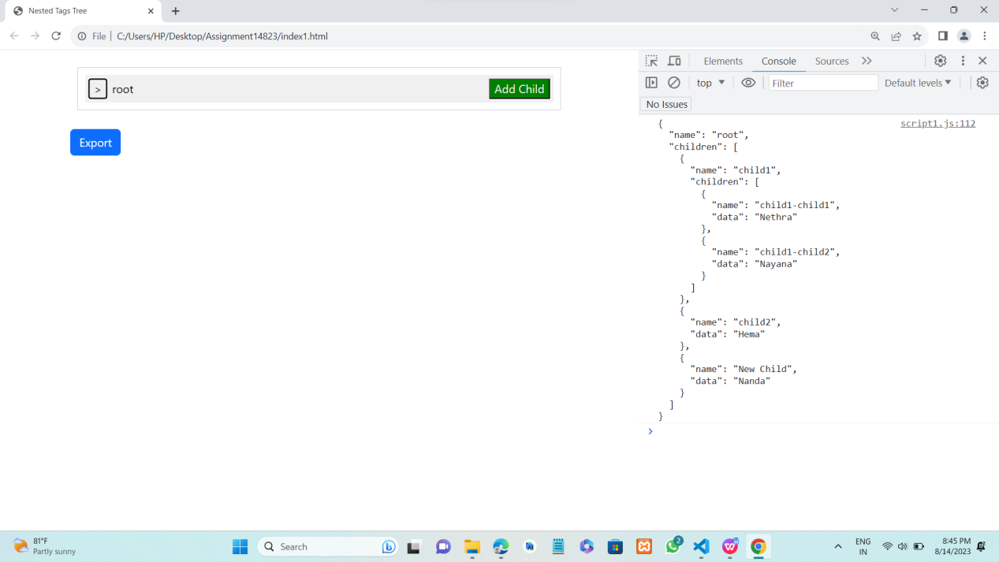 Nested Tags Tree
File | C:/Users/HP/Desktop/Assignment14823/index1.html
> root Add Child
Export
Elements Console Sources >>
top Filter Default levels
No Issues
script1.js:112
{
  "name": "root",
  "children": [
    {
      "name": "child1",
      "children": [
        {
          "name": "child1-child1",
          "data": "Nethra"
        },
        {
          "name": "child1-child2",
          "data": "Nayana"
        }
      ]
    },
    {
      "name": "child2",
      "data": "Hema"
    },
    {
      "name": "New Child",
      "data": "Nanda"
    }
  ]
}
>
81°F
Partly sunny
Search
2
ENG
IN
8:45 PM
8/14/2023